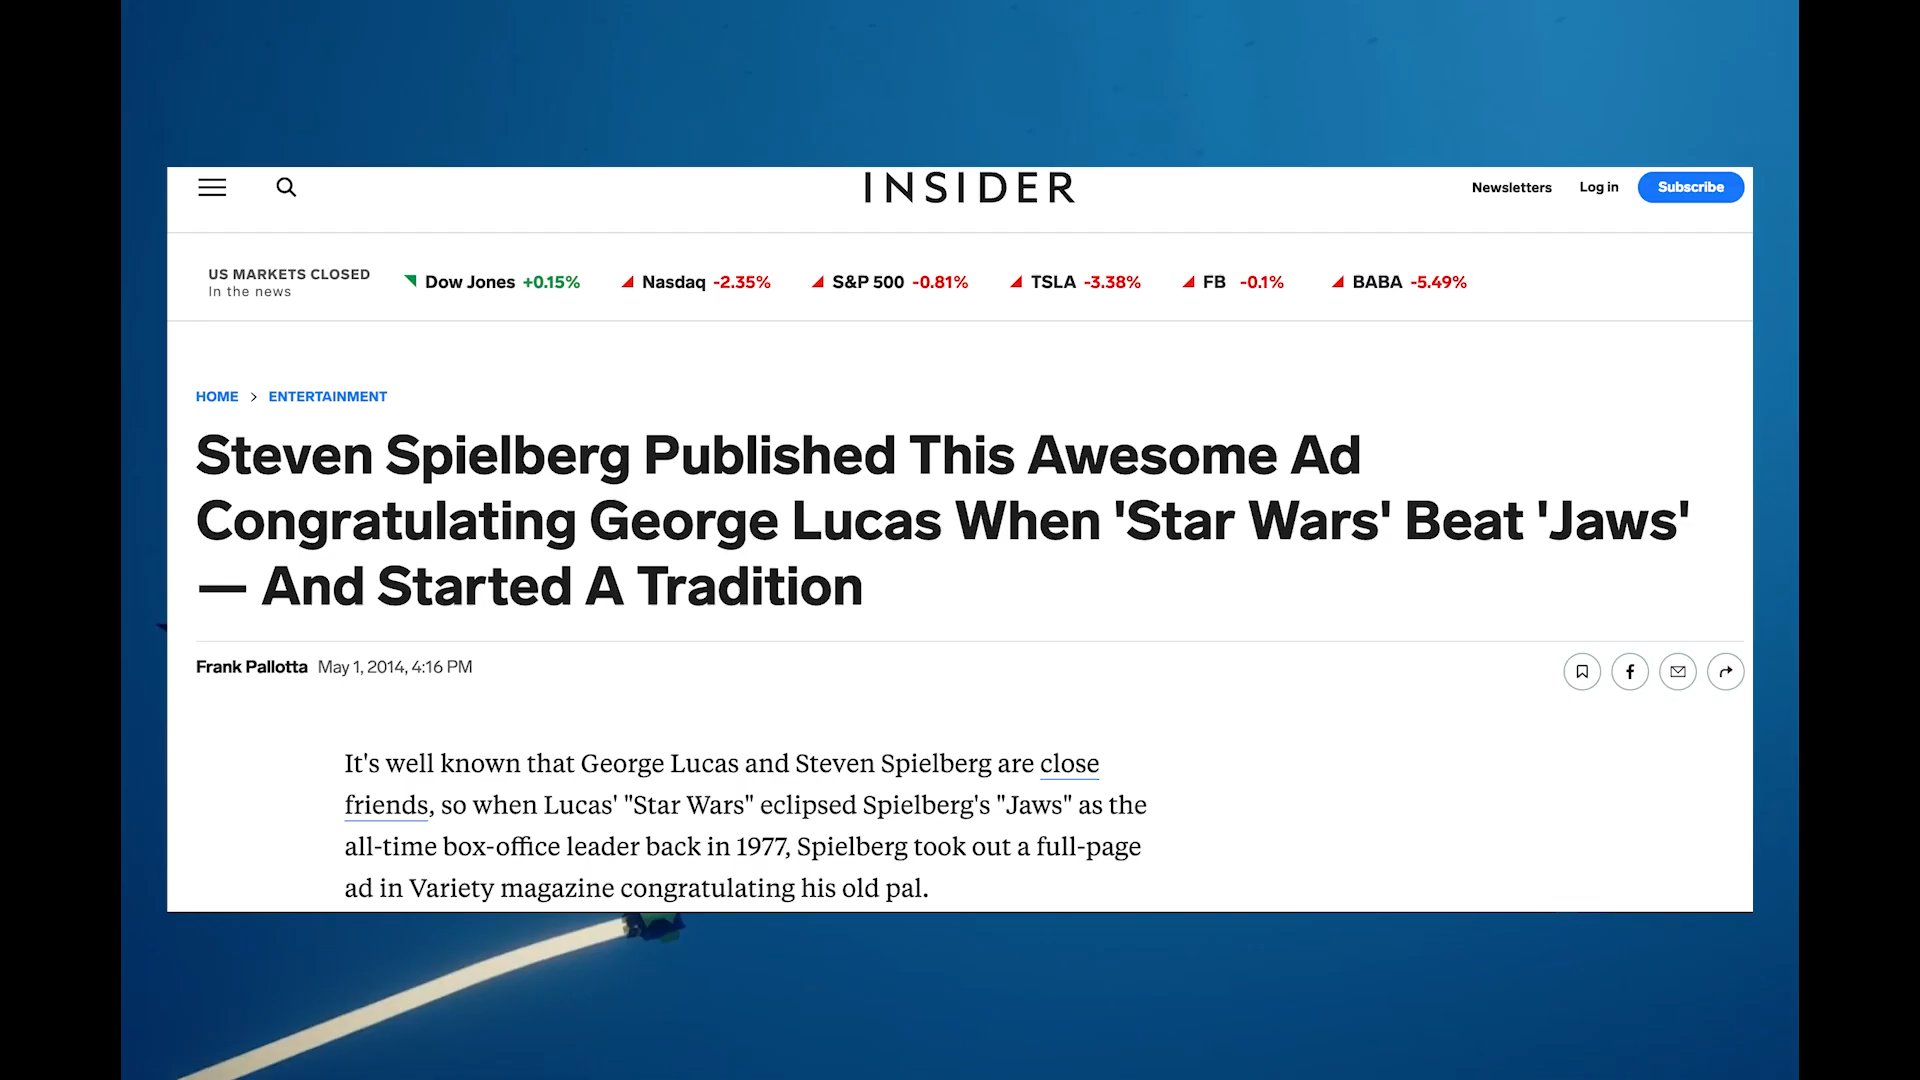 INSIDER
Newsletters Log in Subscribe
US MARKETS CLOSED
In the news
Dow Jones +0.15% Nasdaq -2.35% S&P 500 -0.81% TSLA -3.38% FB -0.1% BABA -5.49%
HOME > ENTERTAINMENT
Steven Spielberg Published This Awesome Ad
Congratulating George Lucas When 'Star Wars' Beat 'Jaws'
— And Started A Tradition
Frank Pallotta May 1, 2014, 4:16 PM
It's well known that George Lucas and Steven Spielberg are close
friends, so when Lucas' "Star Wars" eclipsed Spielberg's "Jaws" as the
all-time box-office leader back in 1977, Spielberg took out a full-page
ad in Variety magazine congratulating his old pal.